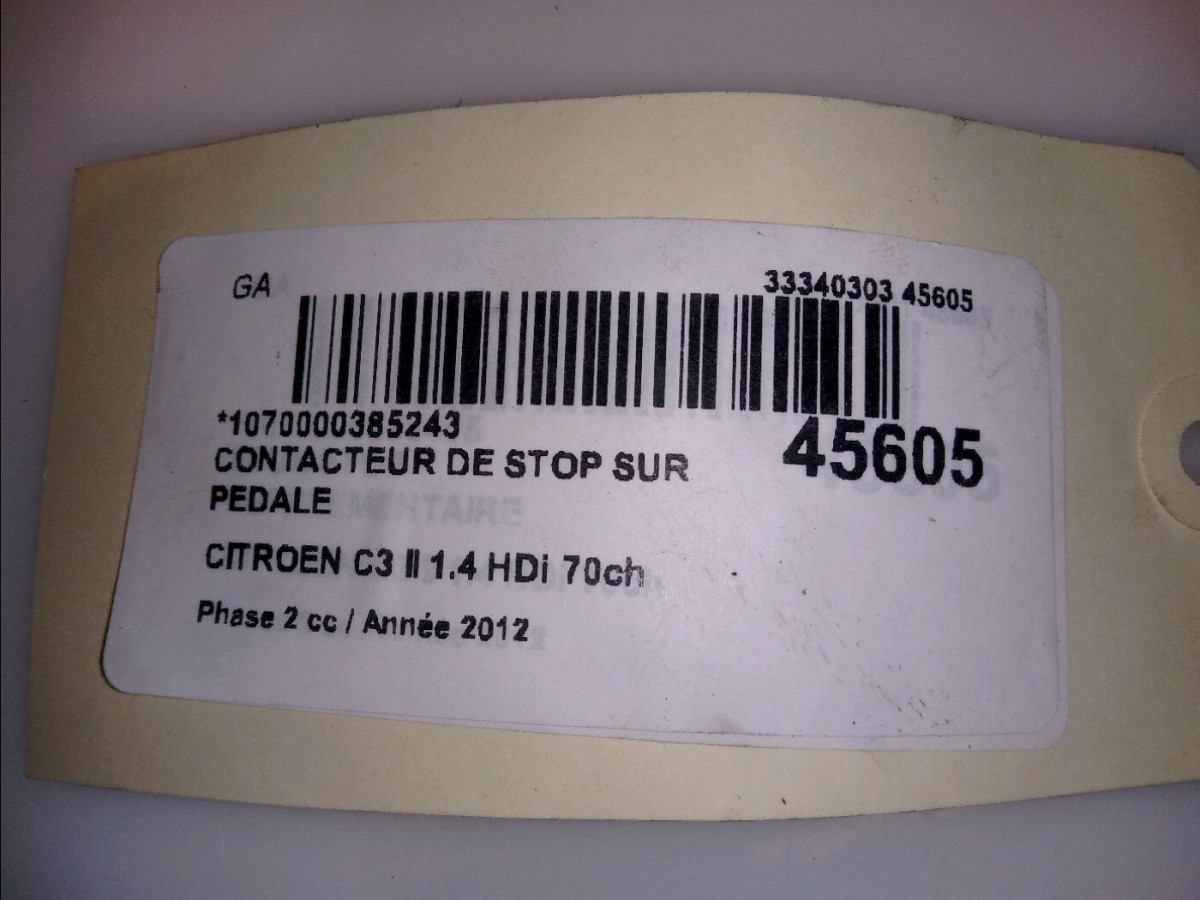 GA
33340303 45605
*1070000385243
45605
CONTACTEUR DE STOP SUR
PEDALE
CITROEN C3 II 1.4 HDi 70ch
Phase 2 cc / Année 2012